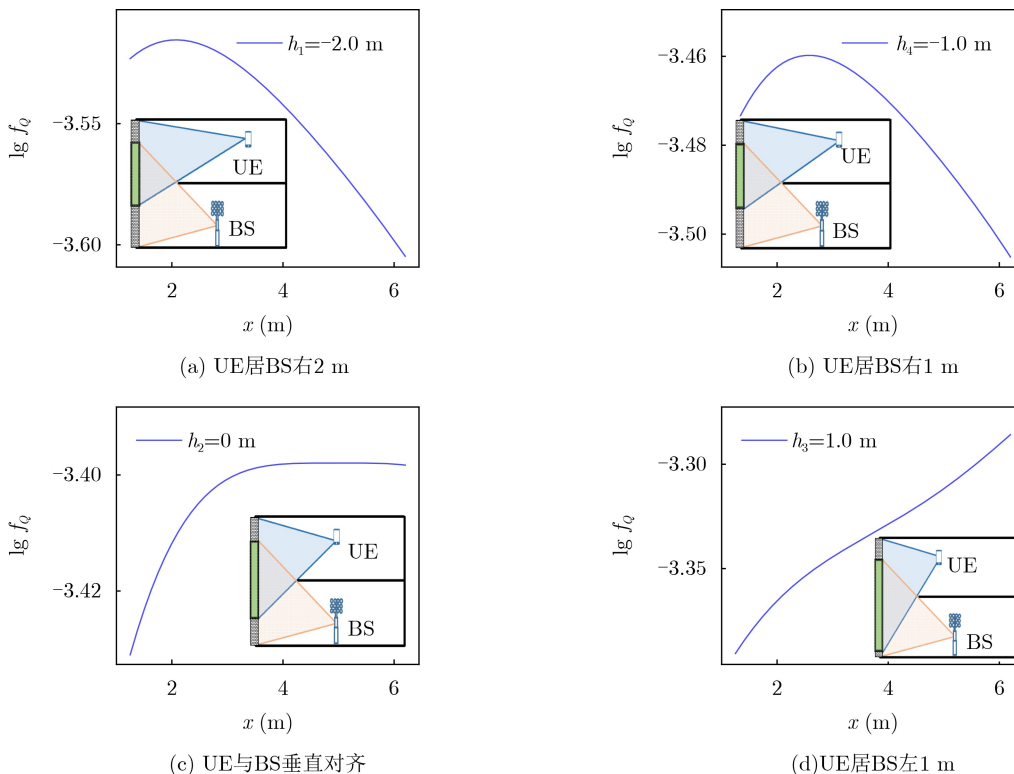 h₁=−2.0 m
lg f_Q
−3.55
−3.60
UE
BS
2 4 6
x (m)
(a) UE居BS右2 m
h₄=−1.0 m
lg f_Q
−3.46
−3.48
−3.50
UE
BS
2 4 6
x (m)
(b) UE居BS右1 m
h₂=0 m
lg f_Q
−3.40
−3.42
UE
BS
2 4 6
x (m)
(c) UE与BS垂直对齐
h₃=1.0 m
lg f_Q
−3.30
−3.35
UE
BS
2 4 6
x (m)
(d)UE居BS左1 m